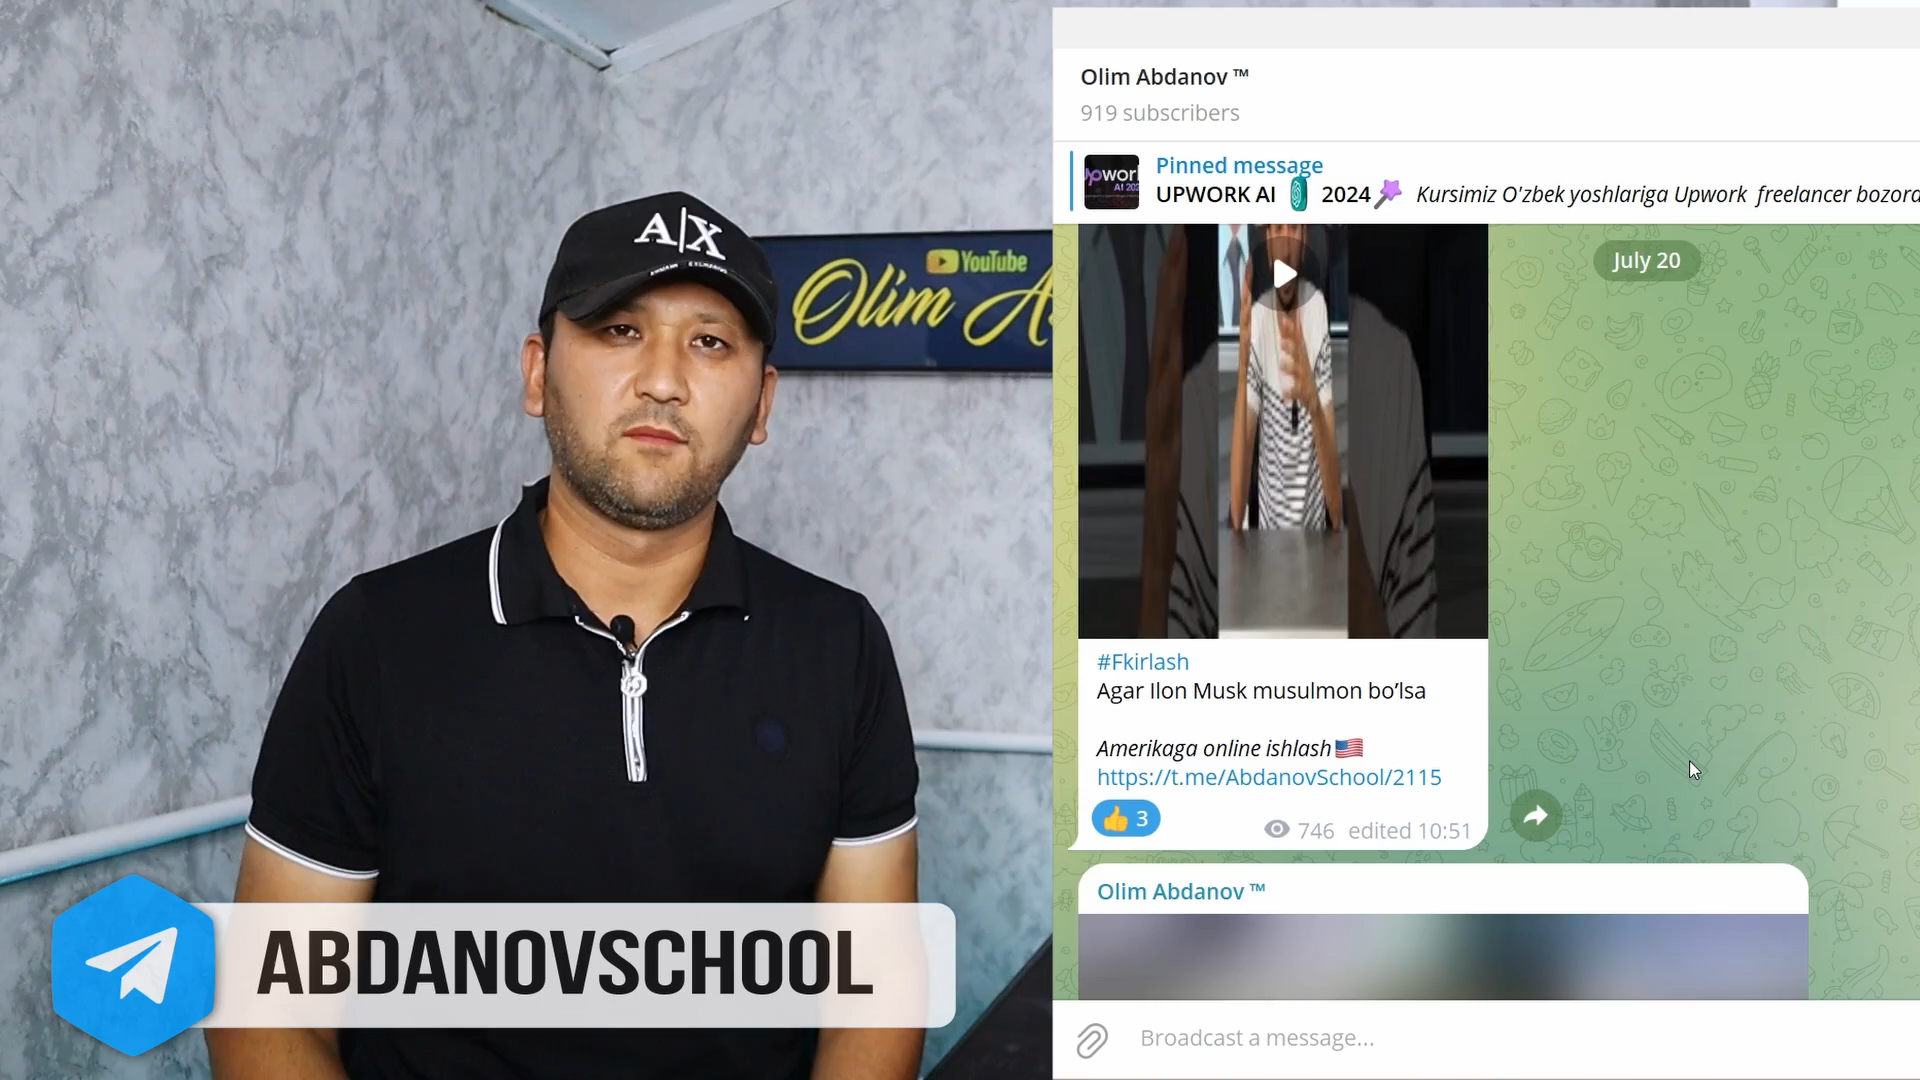 A|X
ARMANI EXCHANGE
YouTube
Olim A
ABDANOVSCHOOL
Olim Abdanov ™
919 subscribers
Pinned message
UPWORK AI 2024 Kursimiz O'zbek yoshlariga Upwork freelancer bozora
July 20
#Fkirlash
Agar Ilon Musk musulmon bo‘lsa
Amerikaga online ishlash🇺🇸
https://t.me/AbdanovSchool/2115
👍 3
746 edited 10:51
Olim Abdanov ™
Broadcast a message...